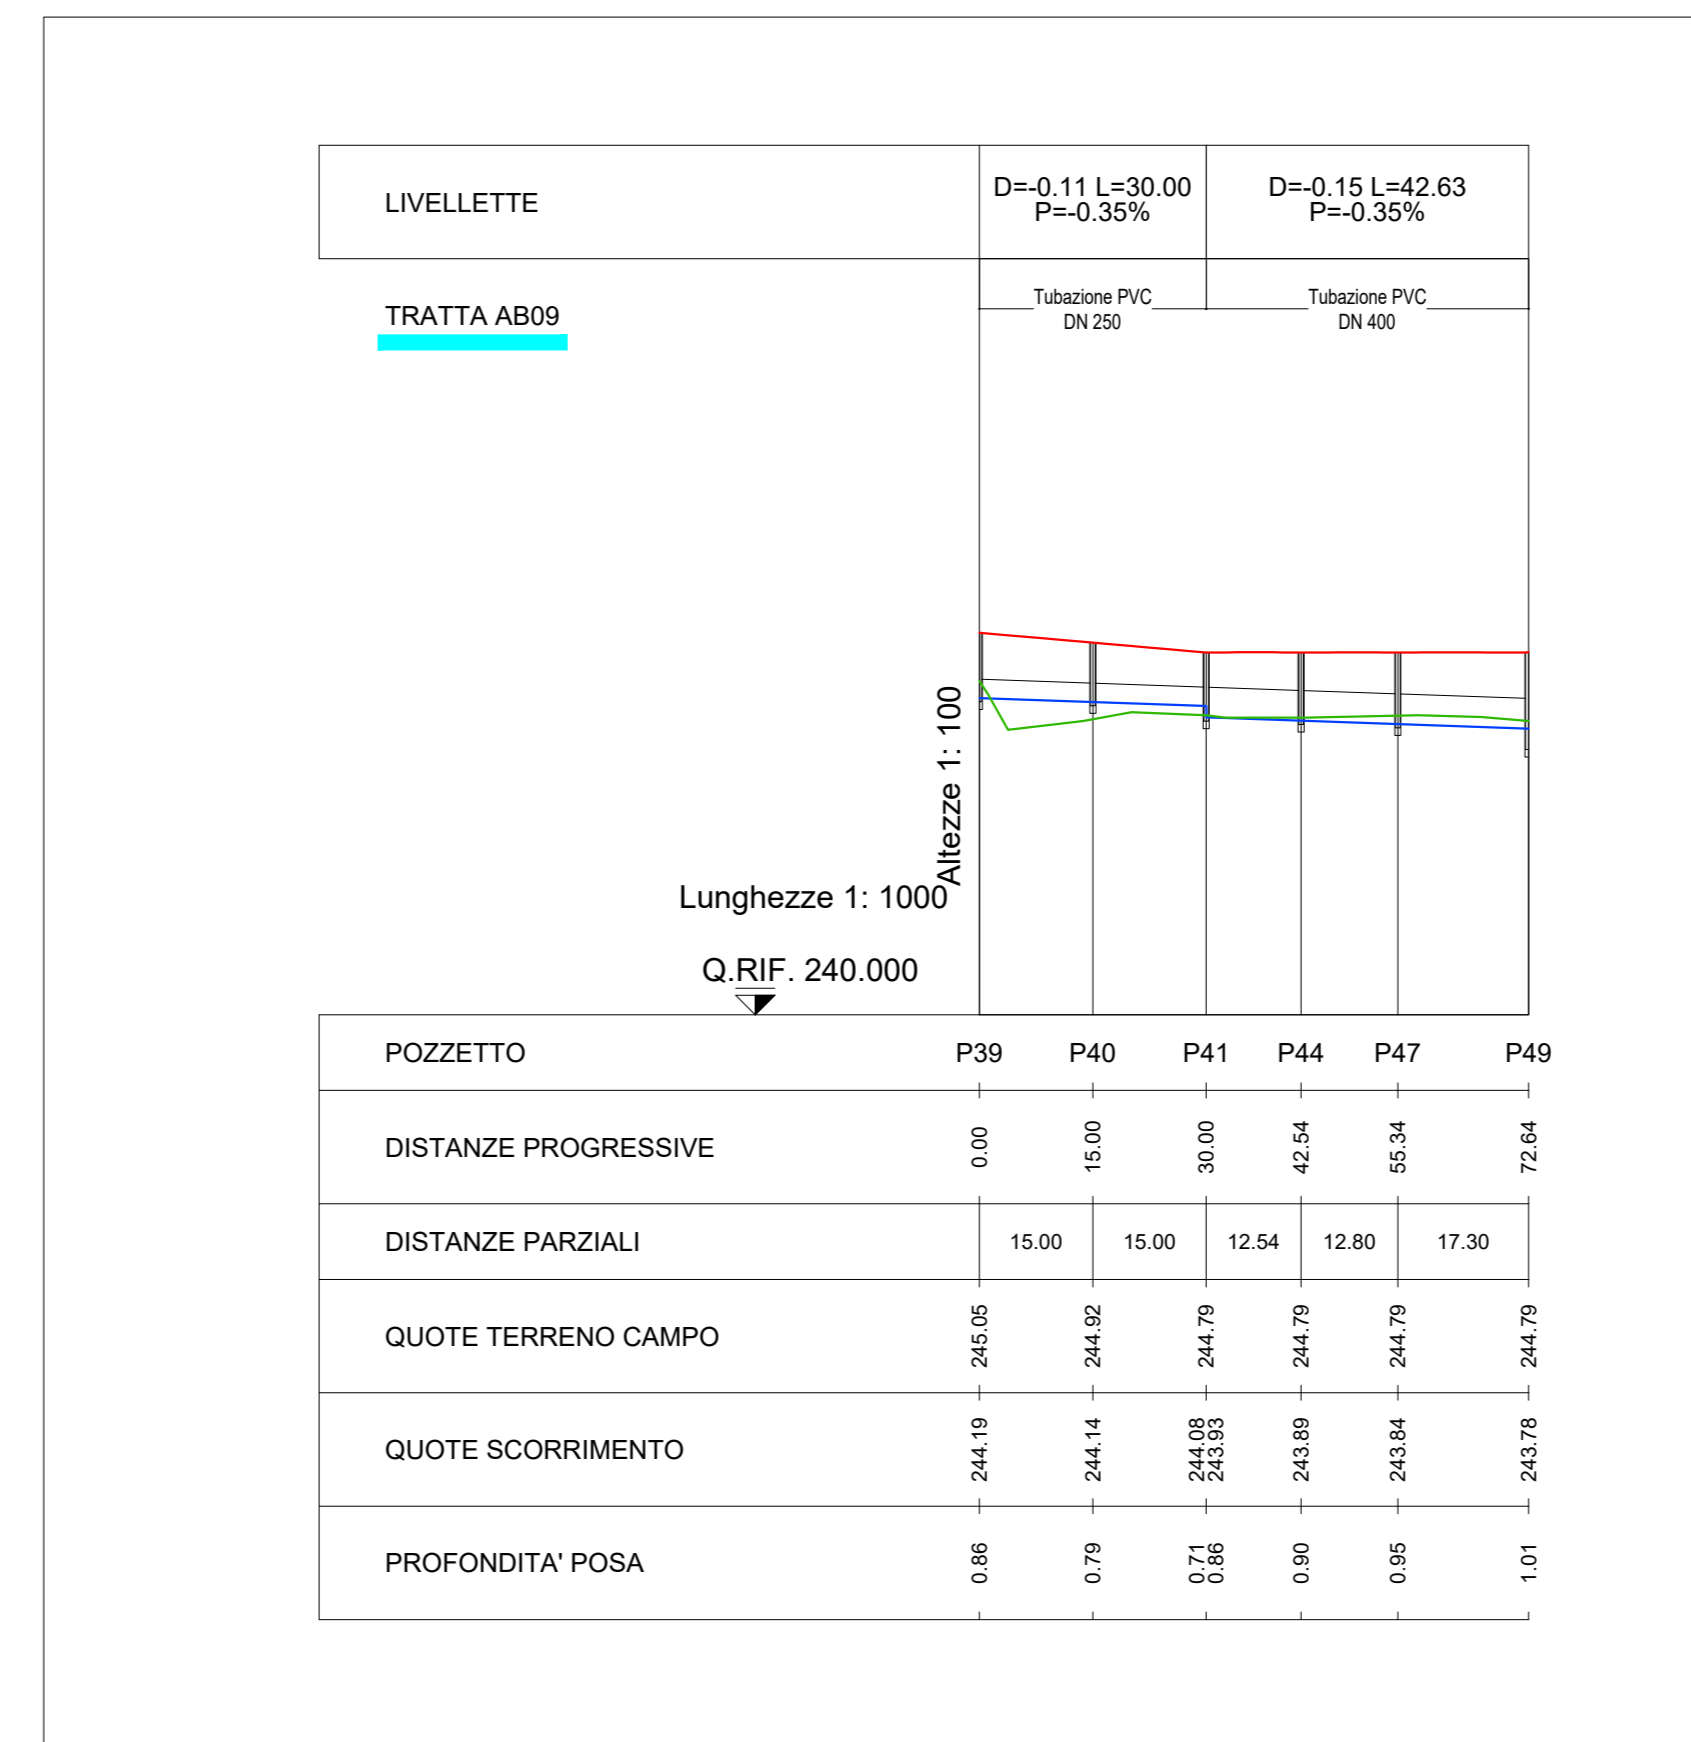 LIVELLETTE
D=-0.11 L=30.00
P=-0.35%
D=-0.15 L=42.63
P=-0.35%
TRATTA AB09
Tubazione PVC
DN 250
Tubazione PVC
DN 400
Altezze 1: 100
Lunghezze 1: 1000
Q.RIF. 240.000
POZZETTO P39 P40 P41 P44 P47 P49
DISTANZE PROGRESSIVE 0.00 15.00 30.00 42.54 55.34 72.64
DISTANZE PARZIALI 15.00 15.00 12.54 12.80 17.30
QUOTE TERRENO CAMPO 245.05 244.92 244.79 244.79 244.79 244.79
QUOTE SCORRIMENTO 244.19 244.14 244.08 243.93 243.89 243.84 243.78
PROFONDITA' POSA 0.86 0.79 0.71 0.86 0.90 0.95 1.01